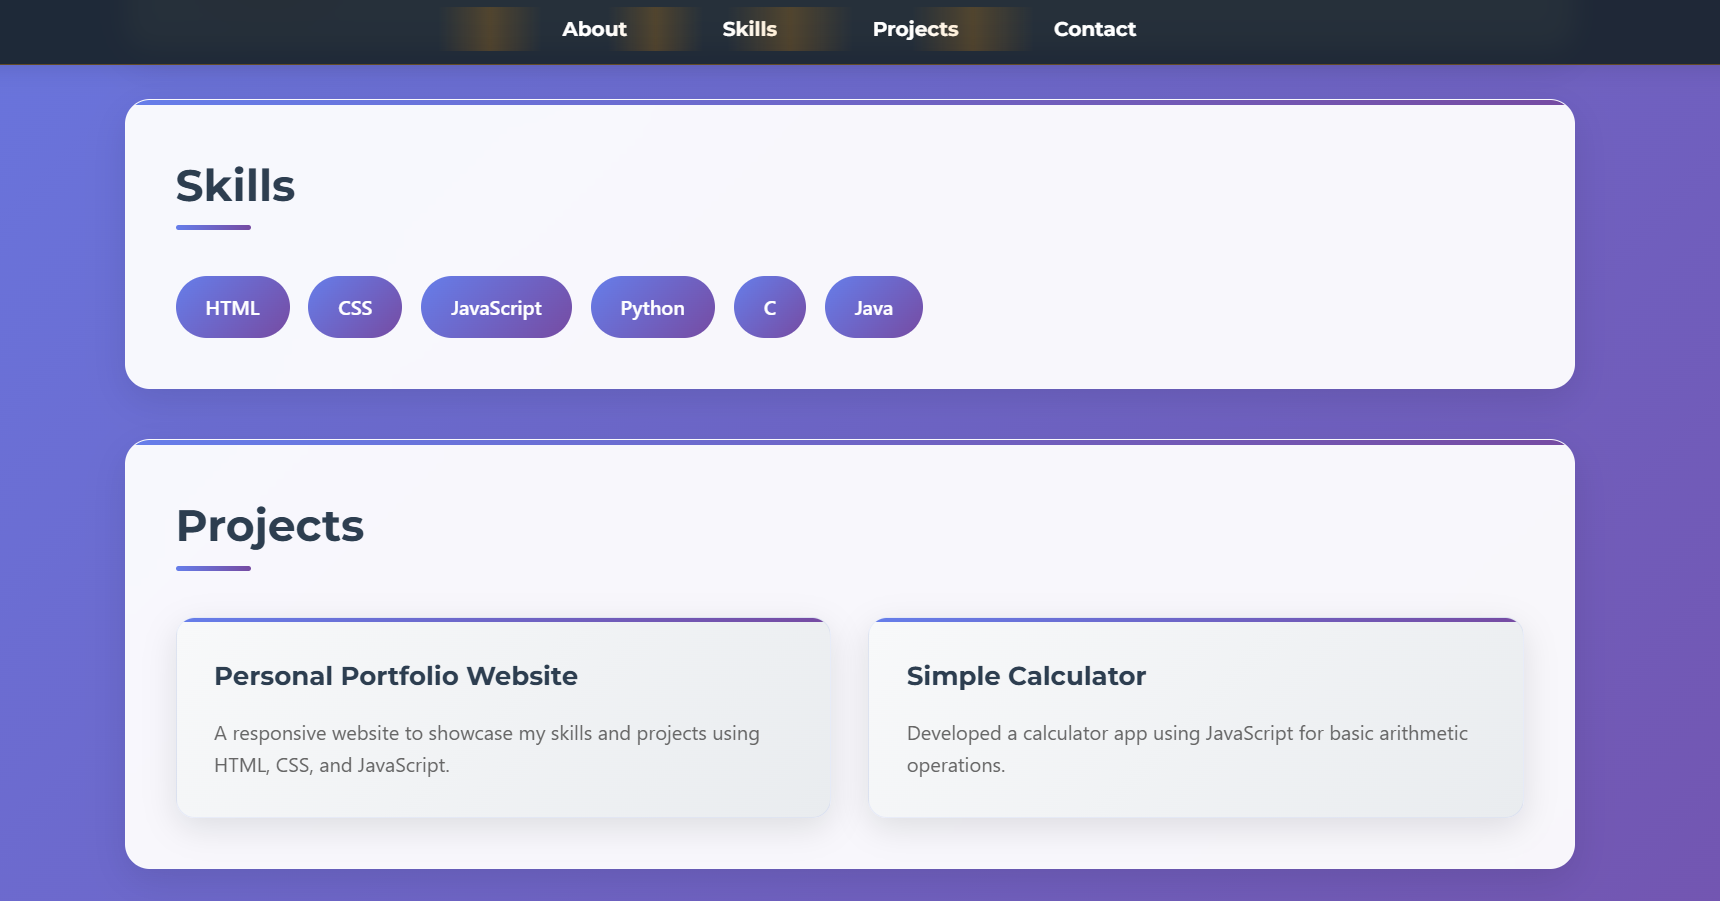 About Skills Projects Contact
Skills
HTML CSS JavaScript Python C Java
Projects
Personal Portfolio Website
A responsive website to showcase my skills and projects using
HTML, CSS, and JavaScript.
Simple Calculator
Developed a calculator app using JavaScript for basic arithmetic
operations.